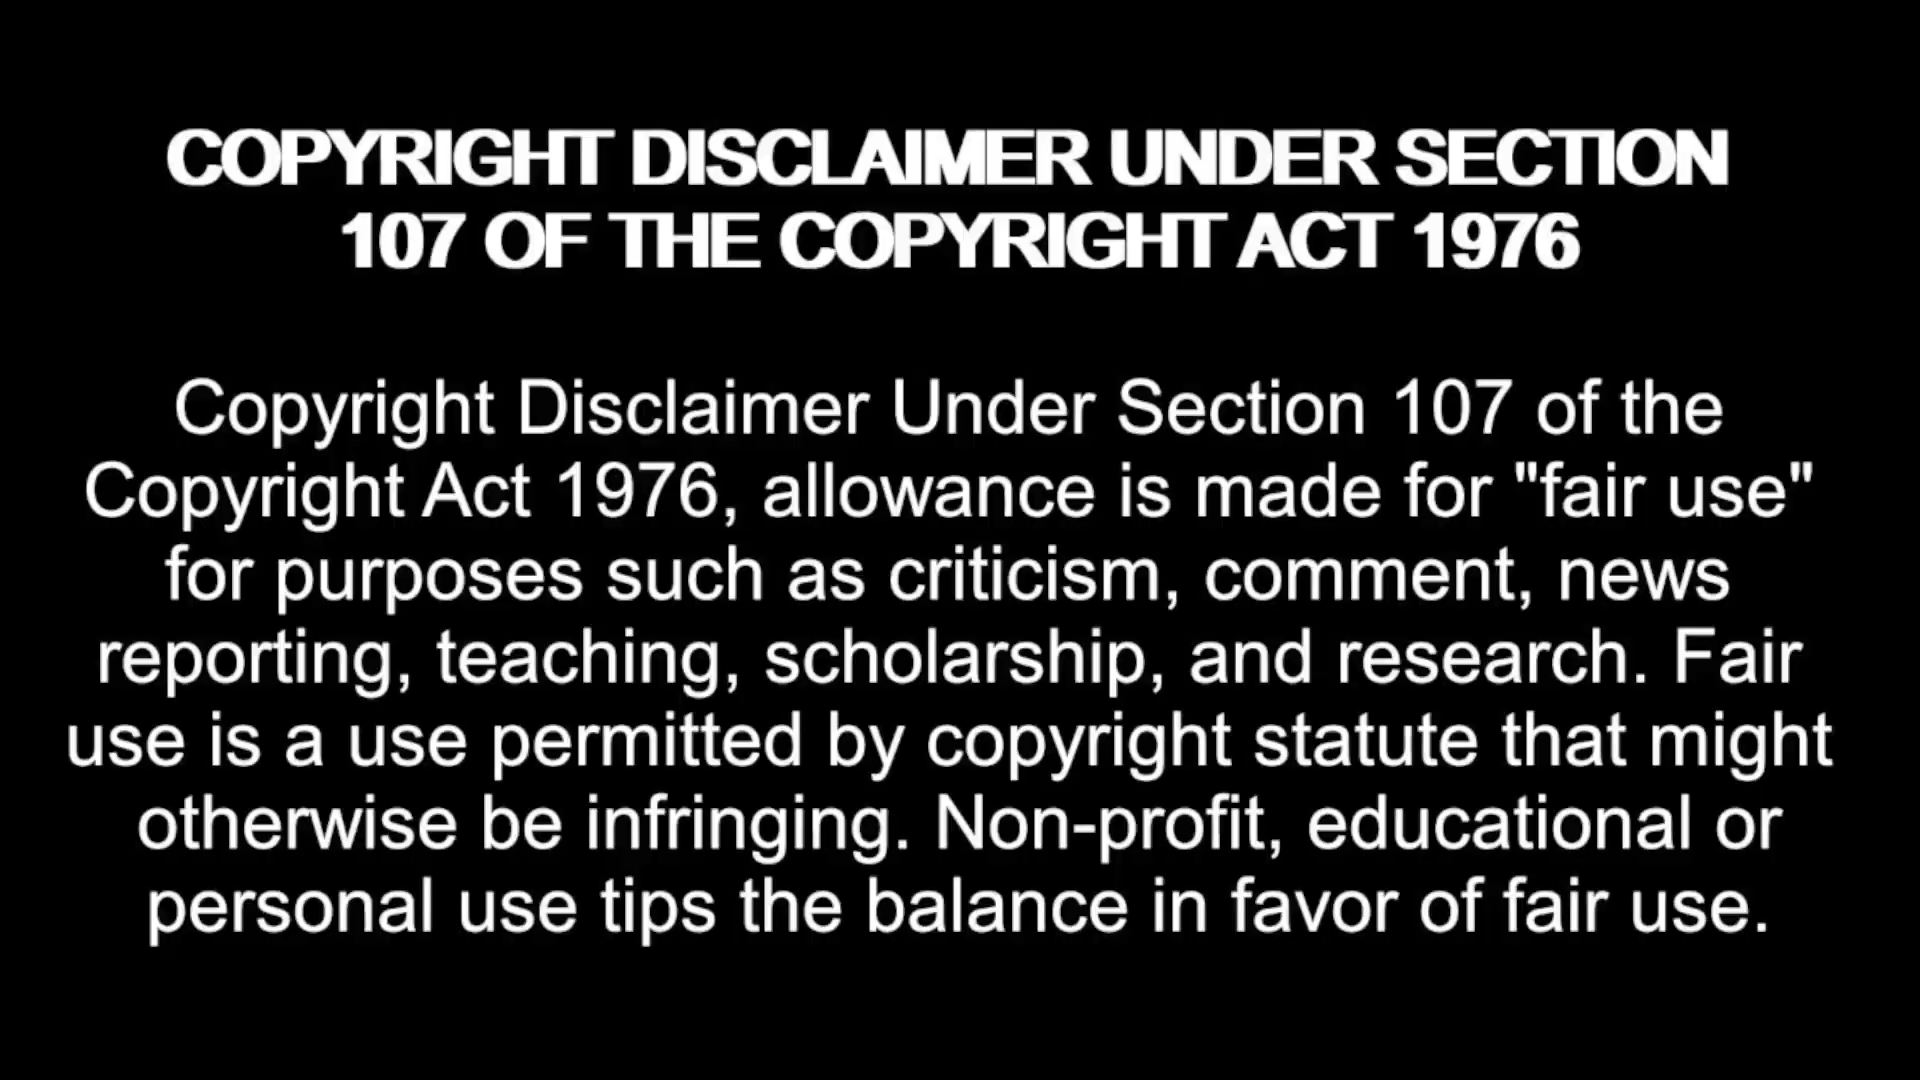 COPYRIGHT DISCLAIMER UNDER SECTION
107 OF THE COPYRIGHT ACT 1976
Copyright Disclaimer Under Section 107 of the
Copyright Act 1976, allowance is made for "fair use"
for purposes such as criticism, comment, news
reporting, teaching, scholarship, and research. Fair
use is a use permitted by copyright statute that might
otherwise be infringing. Non-profit, educational or
personal use tips the balance in favor of fair use.